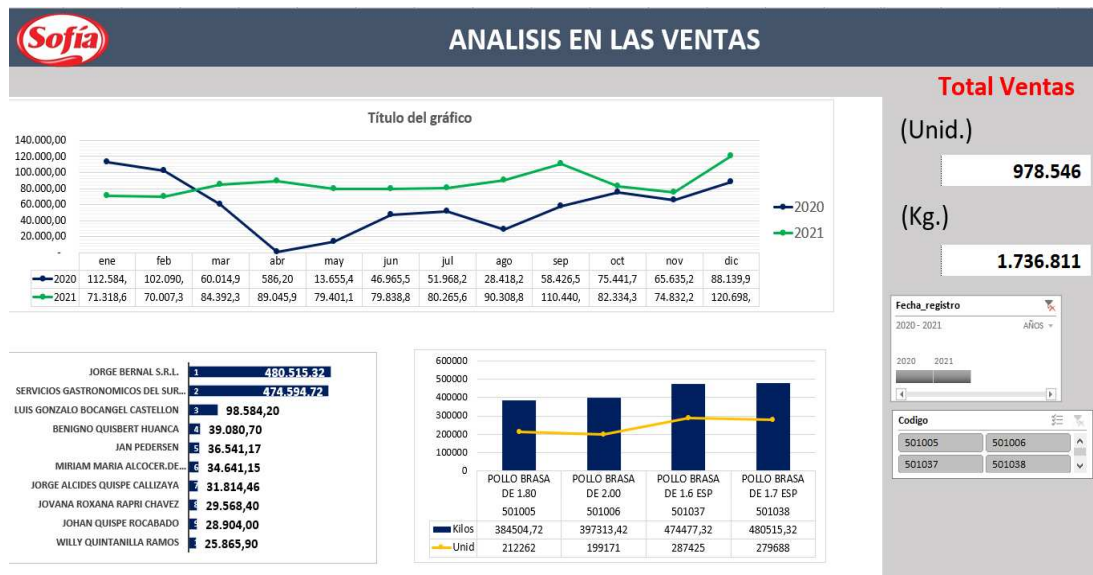 Sofía
ANALISIS EN LAS VENTAS
Total Ventas
(Unid.)
978.546
(Kg.)
1.736.811
Título del gráfico
140.000,00
120.000,00
100.000,00
80.000,00
60.000,00
40.000,00
20.000,00
-
ene feb mar abr may jun jul ago sep oct nov dic
2020 112.584, 102.090, 60.014,9 586,20 13.655,4 46.965,5 51.968,2 28.418,2 58.426,5 75.441,7 65.635,2 88.139,9
2021 71.318,6 70.007,3 84.392,3 89.045,9 79.401,1 79.838,8 80.265,6 90.308,8 110.440, 82.334,3 74.832,2 120.698,
2020
2021
Fecha_registro
2020 - 2021 AÑOS
2020 2021
Codigo
501005 501006
501037 501038
JORGE BERNAL S.R.L. 1 480.515,32
SERVICIOS GASTRONOMICOS DEL SUR... 2 474.594,72
LUIS GONZALO BOCANGEL CASTELLON 3 98.584,20
BENIGNO QUISBERT HUANCA 4 39.080,70
JAN PEDERSEN 5 36.541,17
MIRIAM MARIA ALCOCER.DE... 6 34.641,15
JORGE ALCIDES QUISPE CALLIZAYA 7 31.814,46
JOVANA ROXANA RAPRI CHAVEZ 29.568,40
JOHAN QUISPE ROCABADO 28.904,00
WILLY QUINTANILLA RAMOS 25.865,90
600000
500000
400000
300000
200000
100000
0
POLLO BRASA POLLO BRASA POLLO BRASA POLLO BRASA
DE 1.80 DE 2.00 DE 1.6 ESP DE 1.7 ESP
501005 501006 501037 501038
Kilos 384504,72 397313,42 474477,32 480515,32
Unid 212262 199171 287425 279688